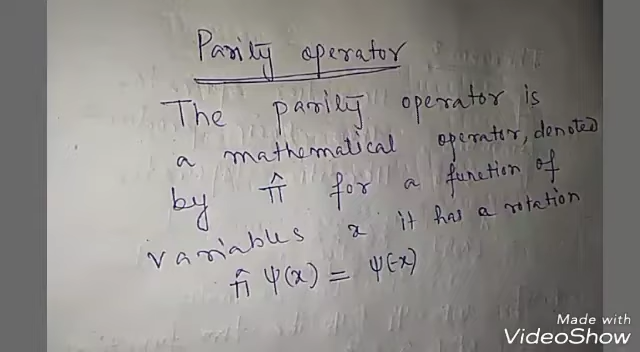 Parity operator
The parity operator is
a mathematical operator, denoted
by π̂ for a function of
variables x it has a rotation
π̂ ψ(x) = ψ(-x)
Made with
VideoShow